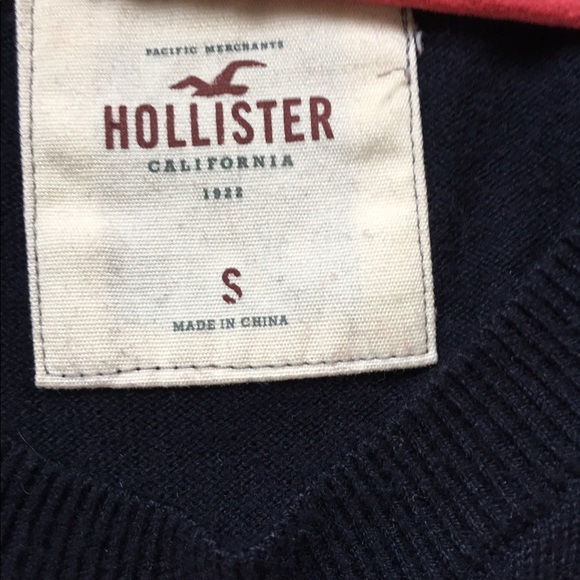 PACIFIC MERCHANTS
HOLLISTER
CALIFORNIA
1922
S
MADE IN CHINA